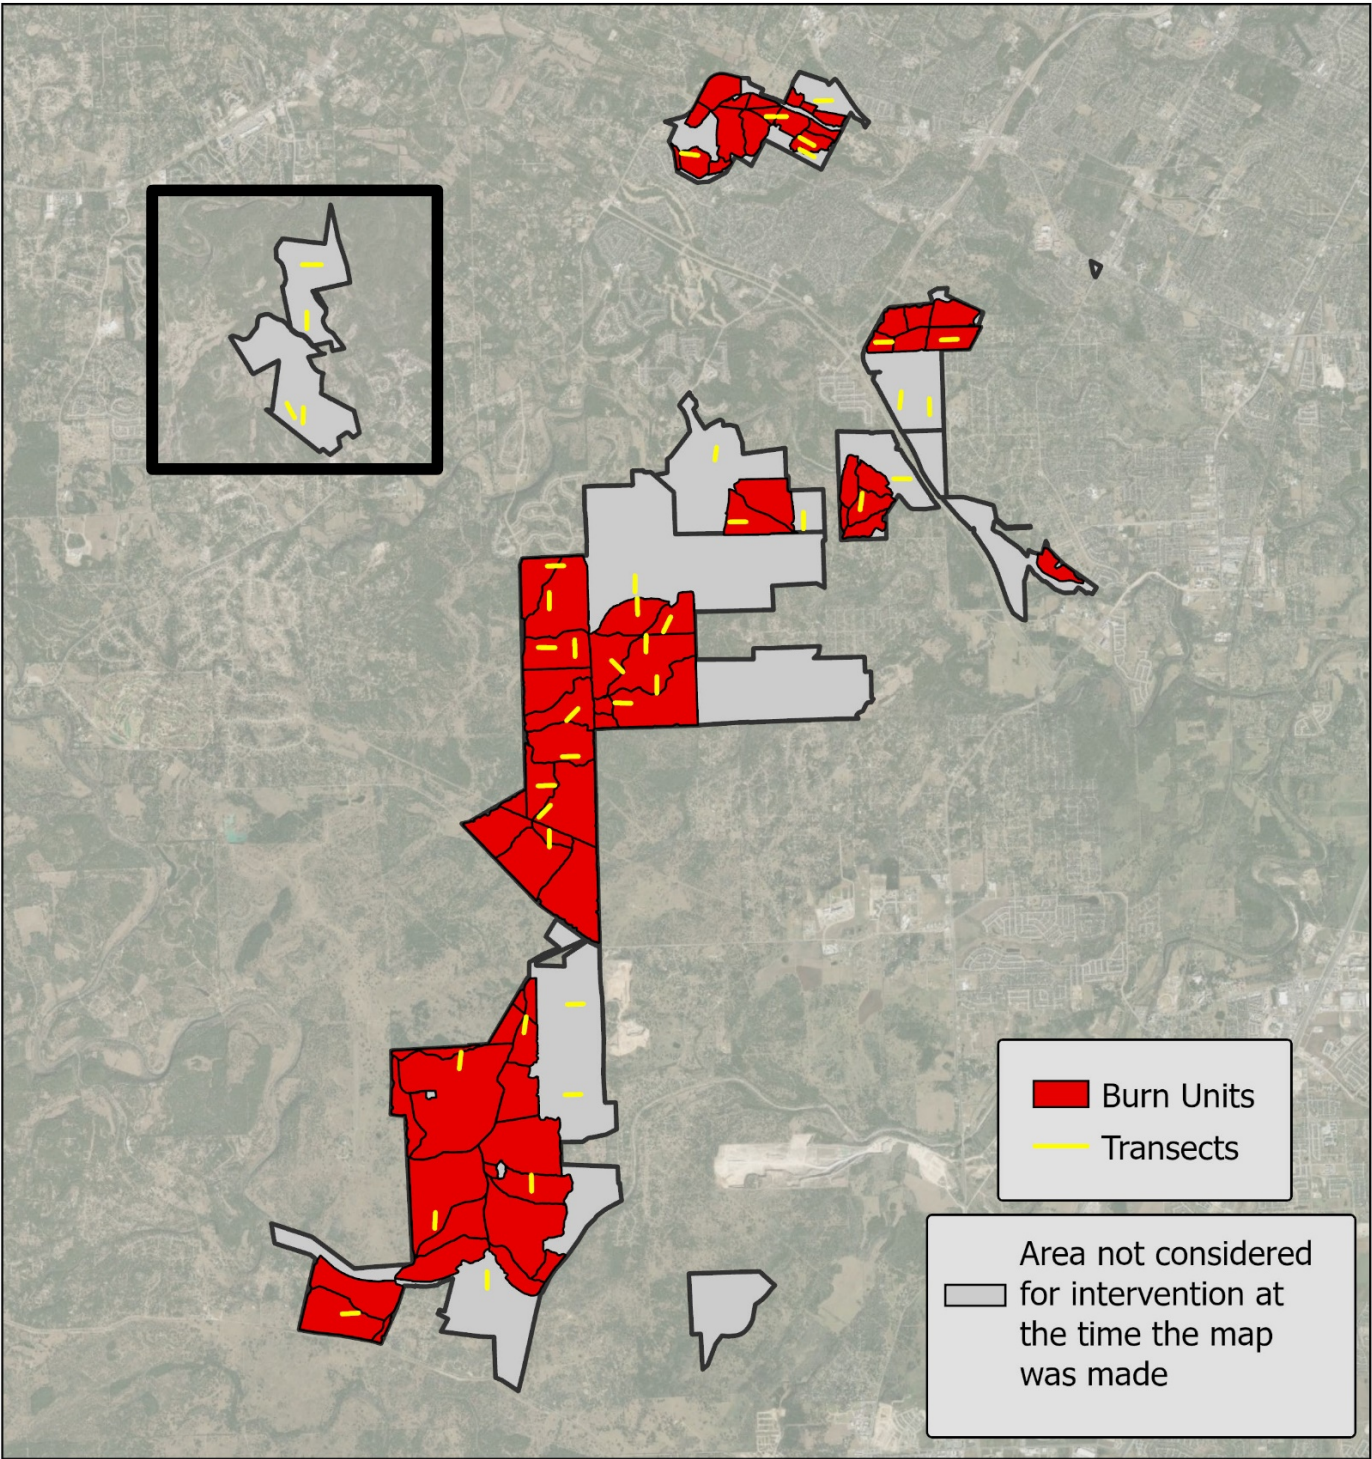 Burn Units
Transects
Area not considered
for intervention at
the time the map
was made